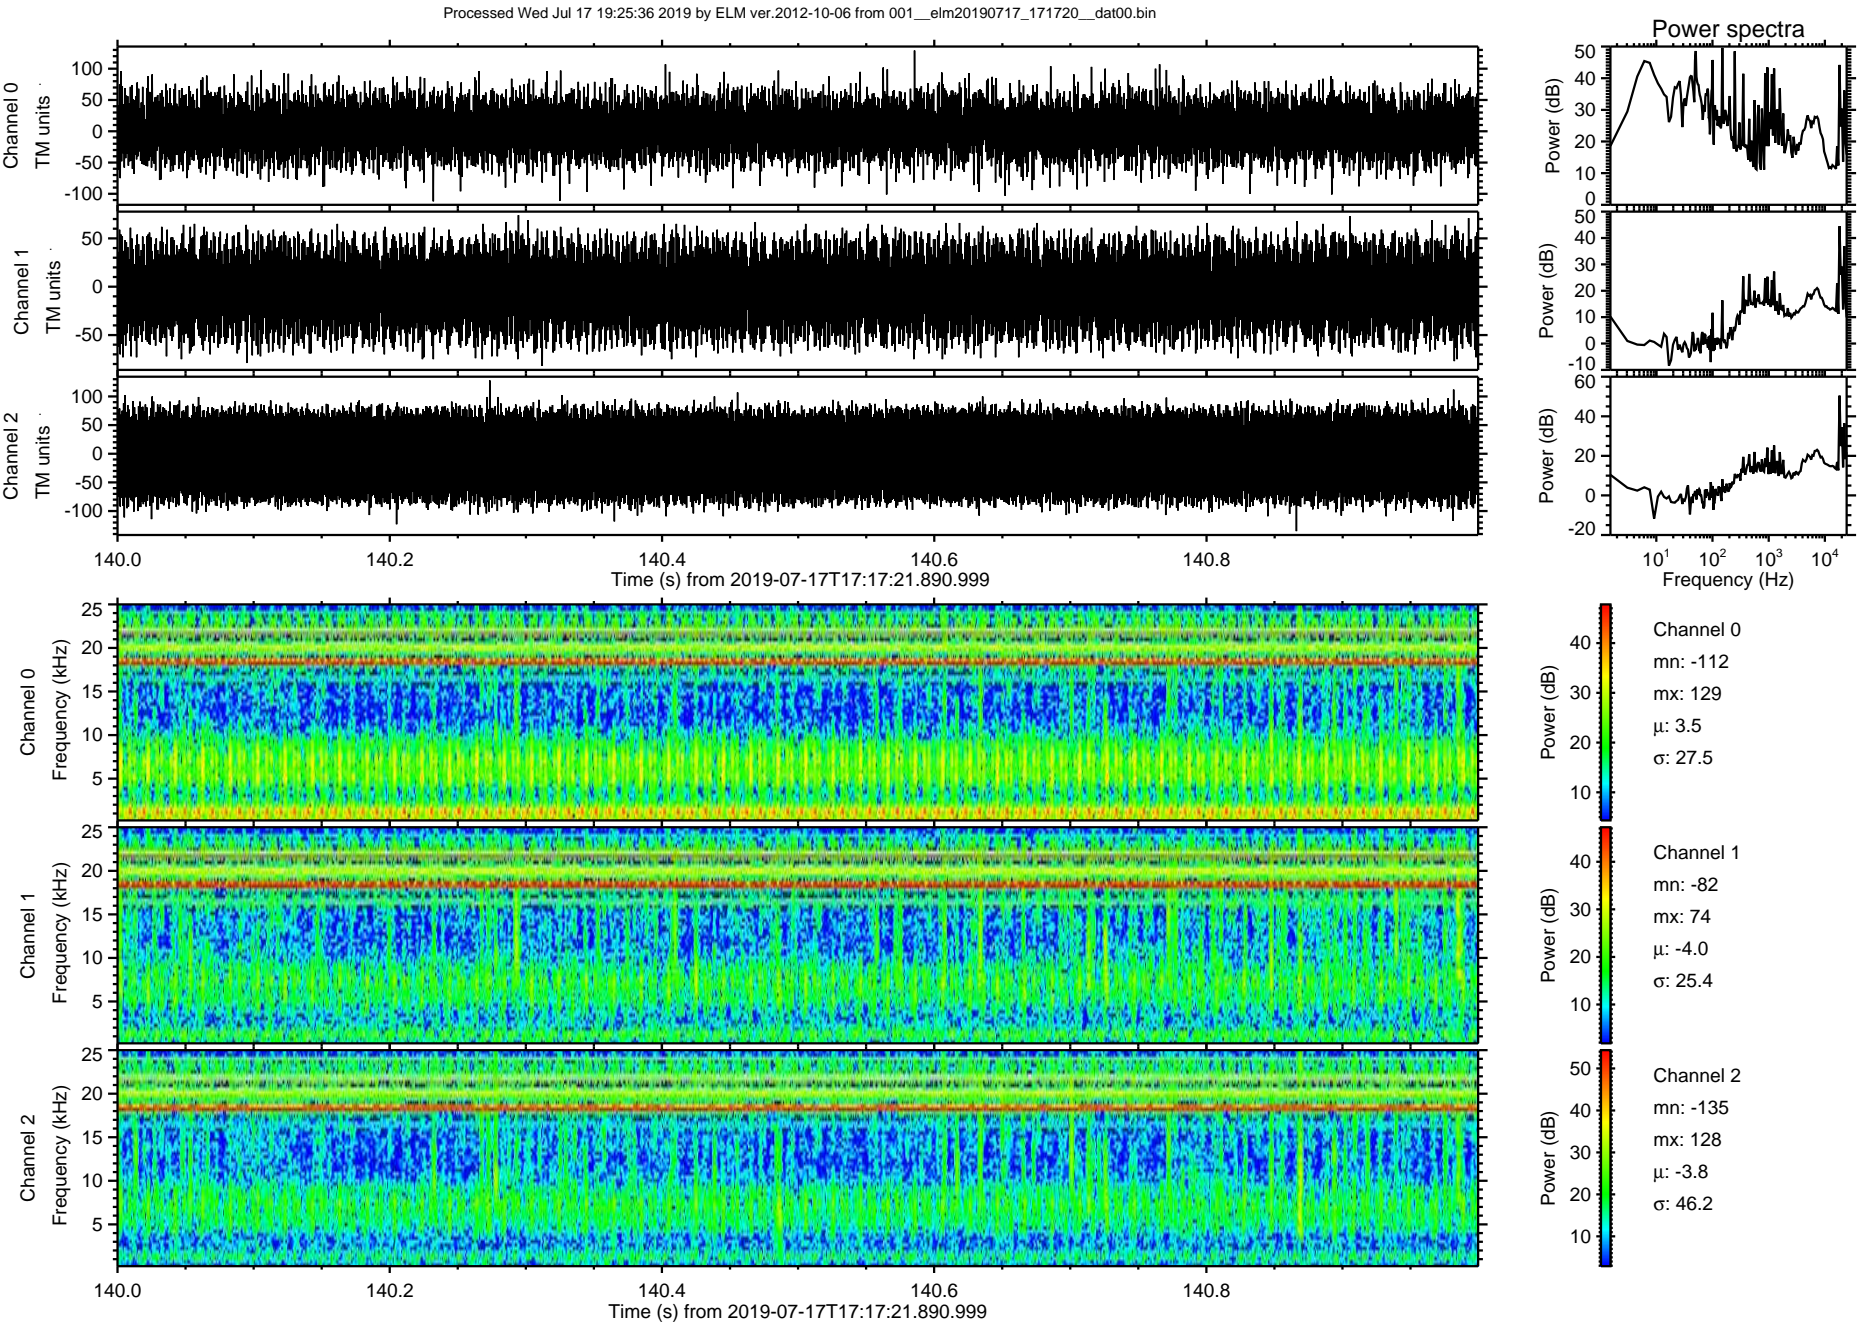 Processed Wed Jul 17 19:25:36 2019 by ELM ver.2012-10-06 from 001__elm20190717_171720__dat00.bin
Power spectra
Channel 0
TM units
100
50
0
-50
-100
Power (dB)
50
40
30
20
10
0
Channel 1
TM units
50
0
-50
Power (dB)
50
40
30
20
10
0
-10
Channel 2
TM units
100
50
0
-50
-100
Power (dB)
60
40
20
0
-20
140.0 140.2 140.4 140.6 140.8
Time (s) from 2019-07-17T17:17:21.890.999
10^1 10^2 10^3 10^4
Frequency (Hz)
Channel 0
Frequency (kHz)
25
20
15
10
5
Power (dB)
40
30
20
10
Channel 0
mn: -112
mx: 129
μ: 3.5
σ: 27.5
Channel 1
Frequency (kHz)
25
20
15
10
5
Power (dB)
40
30
20
10
Channel 1
mn: -82
mx: 74
μ: -4.0
σ: 25.4
Channel 2
Frequency (kHz)
25
20
15
10
5
Power (dB)
50
40
30
20
10
Channel 2
mn: -135
mx: 128
μ: -3.8
σ: 46.2
140.0 140.2 140.4 140.6 140.8
Time (s) from 2019-07-17T17:17:21.890.999